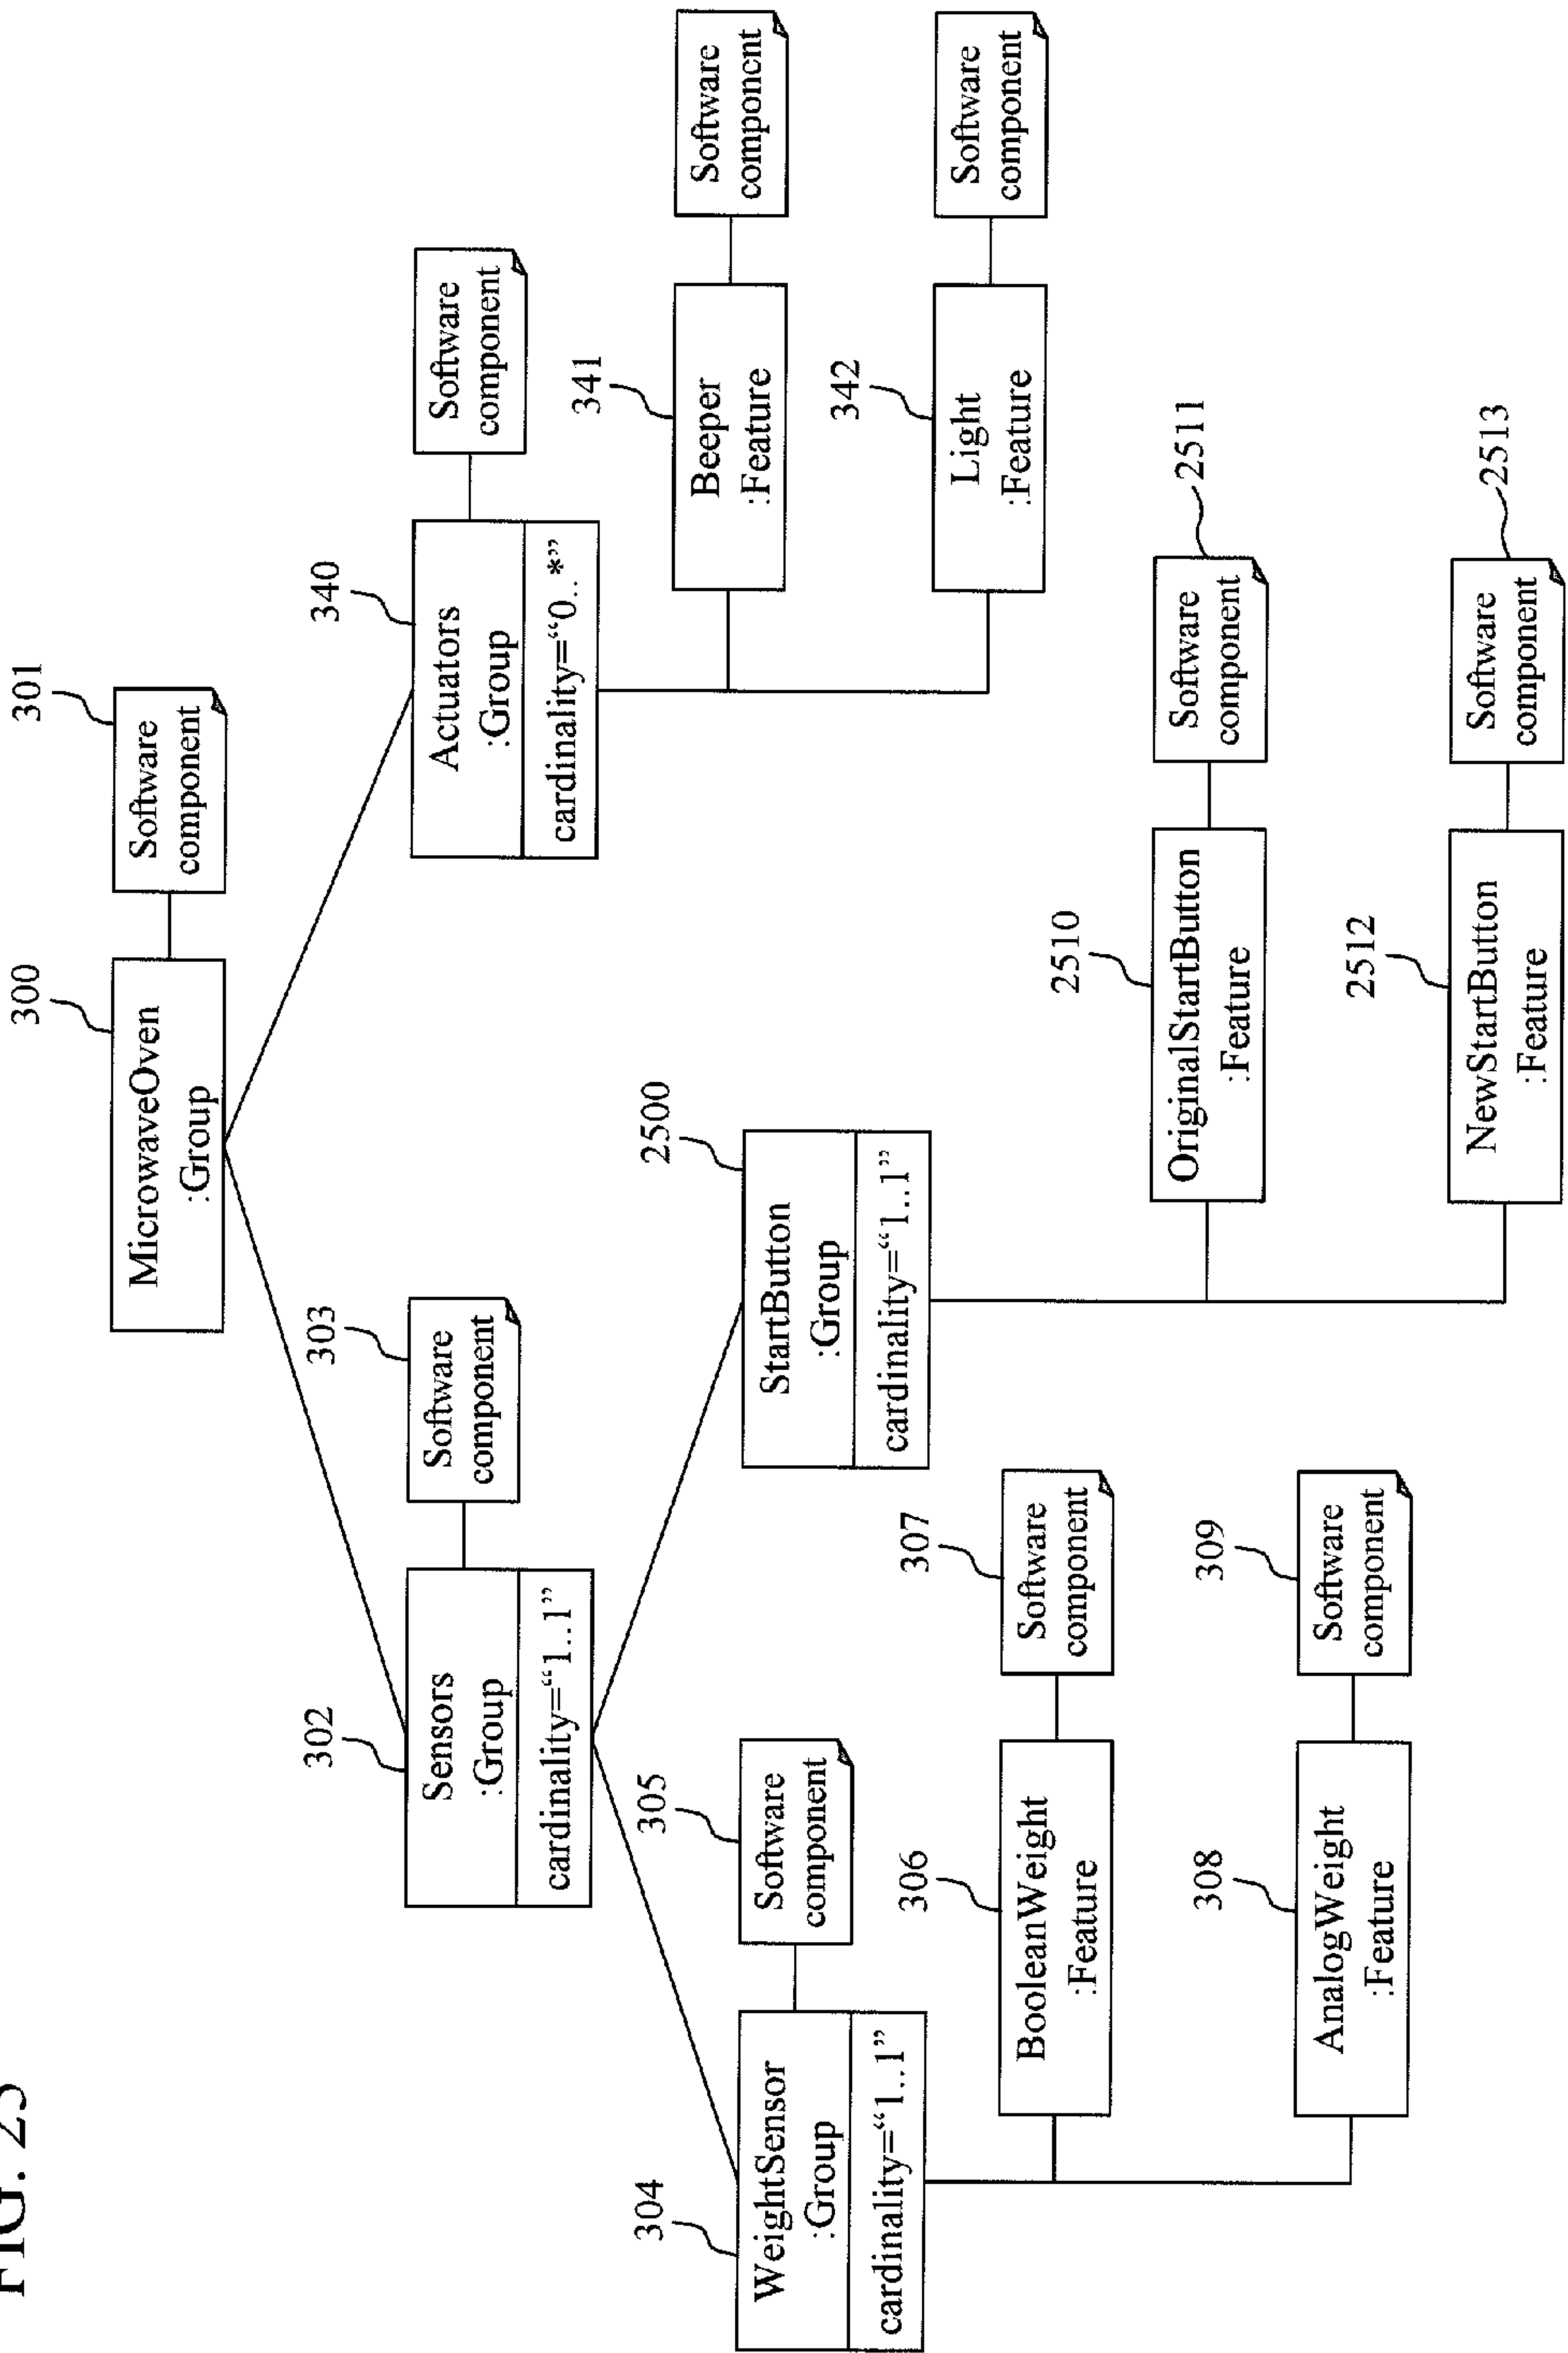 FIG. 25
300
301
MicrowaveOven
:Group
Software
component
302
303
Sensors
:Group
cardinality=“1..1”
Software
component
340
Actuators
:Group
cardinality=“0..*”
Software
component
304
305
WeightSensor
:Group
cardinality=“1..1”
Software
component
2500
StartButton
:Group
cardinality=“1..1”
341
Beeper
:Feature
Software
component
306
307
BooleanWeight
:Feature
Software
component
342
Light
:Feature
Software
component
308
309
AnalogWeight
:Feature
Software
component
2510
OriginalStartButton
:Feature
Software
component
2511
2512
NewStartButton
:Feature
Software
component
2513